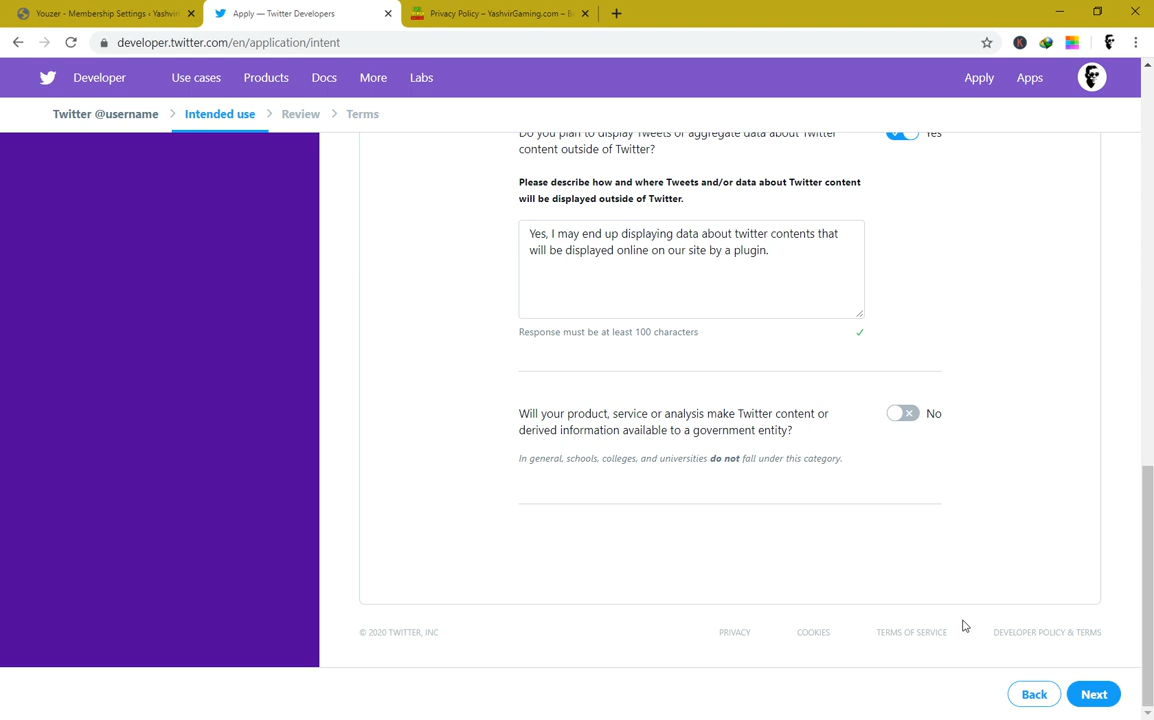 Youzer - Membership Settings ‹ Yashvir
Apply — Twitter Developers
Privacy Policy – YashvirGaming.com – B
developer.twitter.com/en/application/intent
Developer
Use cases
Products
Docs
More
Labs
Apply
Apps
Twitter @username
Intended use
Review
Terms
Do you plan to display Tweets or aggregate data about Twitter
content outside of Twitter?
Yes
Please describe how and where Tweets and/or data about Twitter content
will be displayed outside of Twitter.
Yes, I may end up displaying data about twitter contents that
will be displayed online on our site by a plugin.
Response must be at least 100 characters
Will your product, service or analysis make Twitter content or
derived information available to a government entity?
No
In general, schools, colleges, and universities do not fall under this category.
© 2020 TWITTER, INC
PRIVACY
COOKIES
TERMS OF SERVICE
DEVELOPER POLICY & TERMS
Back
Next